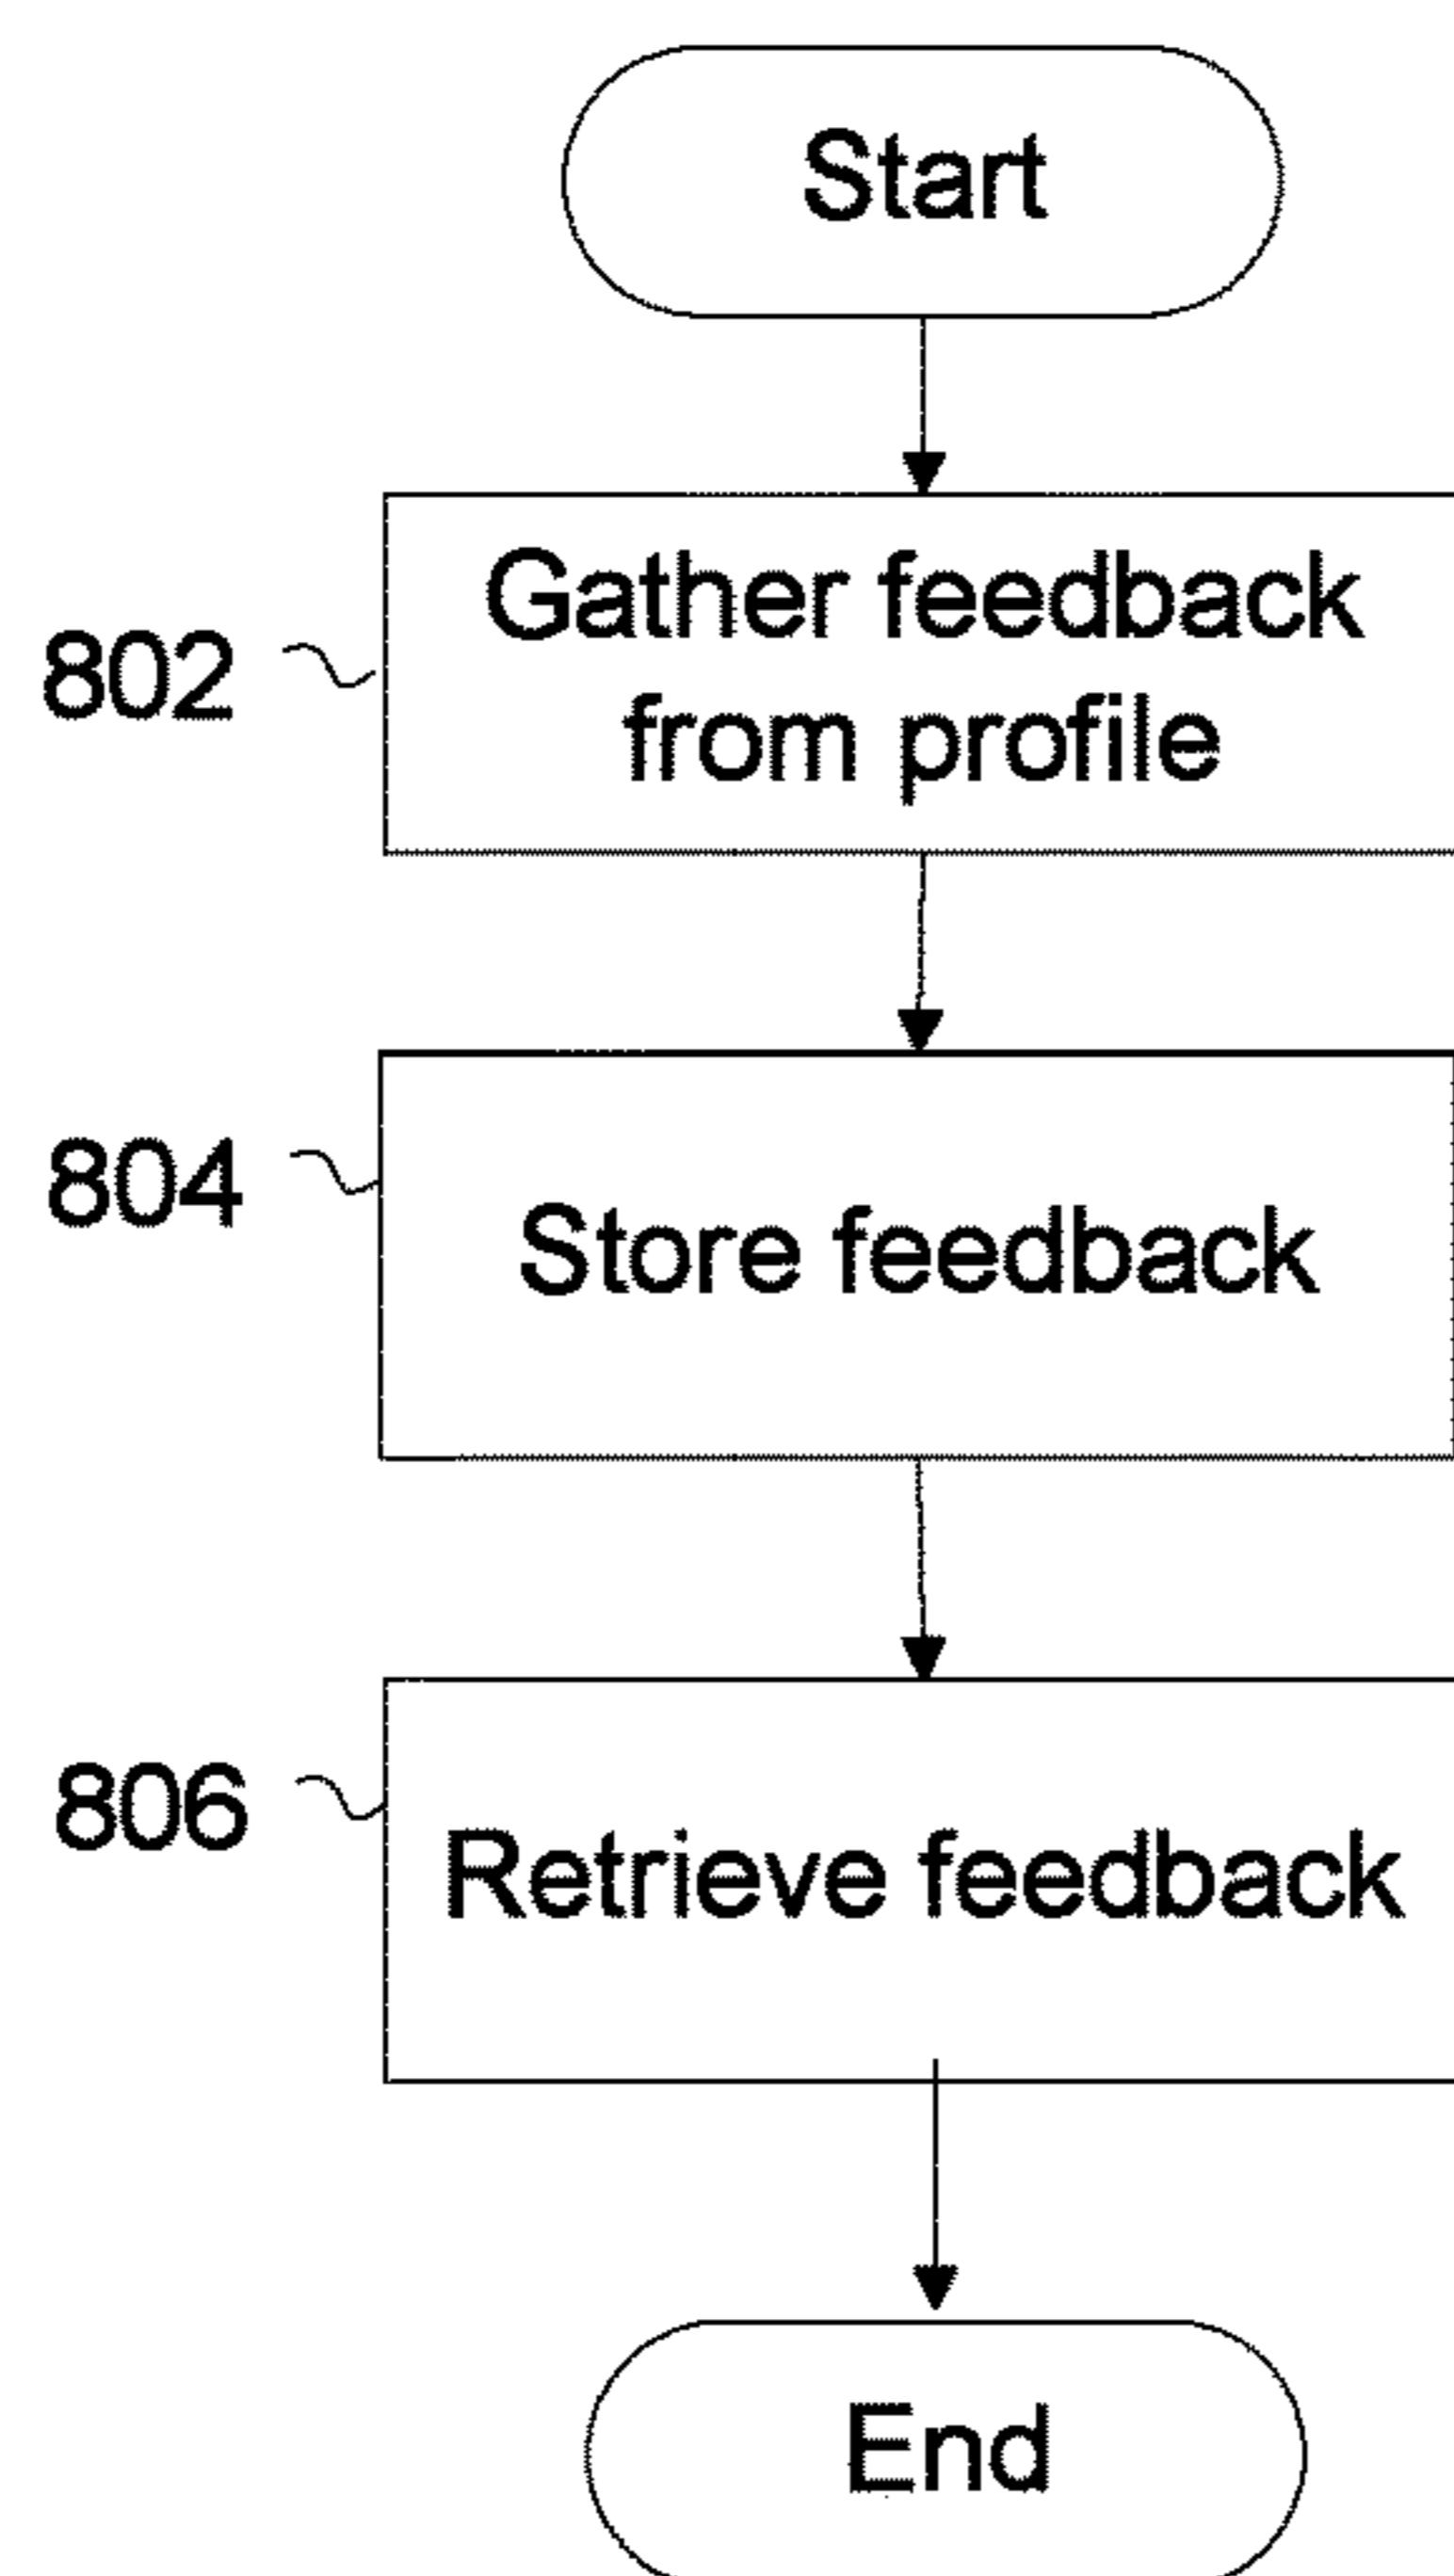 Start
802
Gather feedback
from profile
804
Store feedback
806
Retrieve feedback
End